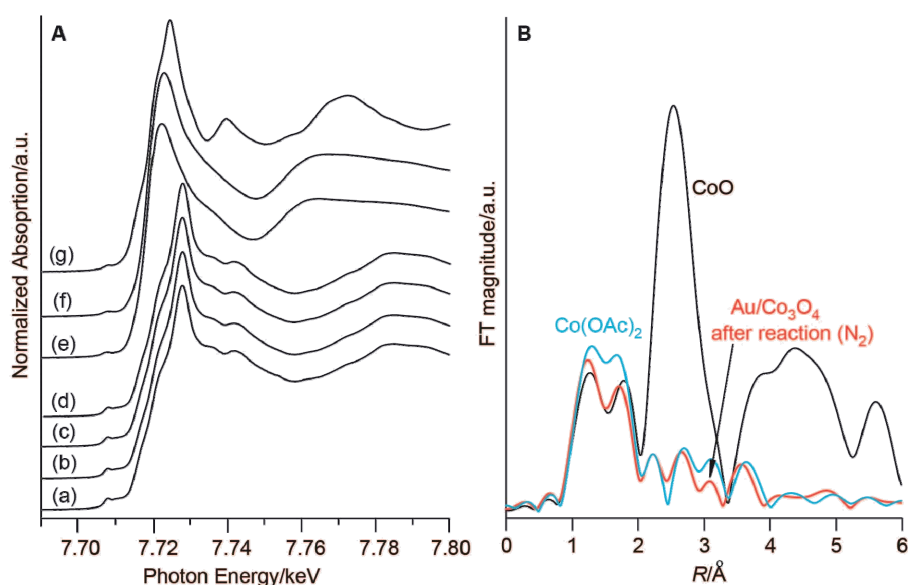 A
Normalized Absoprtion/a.u.
(g)
(f)
(e)
(d)
(c)
(b)
(a)
7.70 7.72 7.74 7.76 7.78 7.80
Photon Energy/keV
B
FT magnitude/a.u.
CoO
Co(OAc)₂
Au/Co₃O₄
after reaction (N₂)
0 1 2 3 4 5 6
R/Å